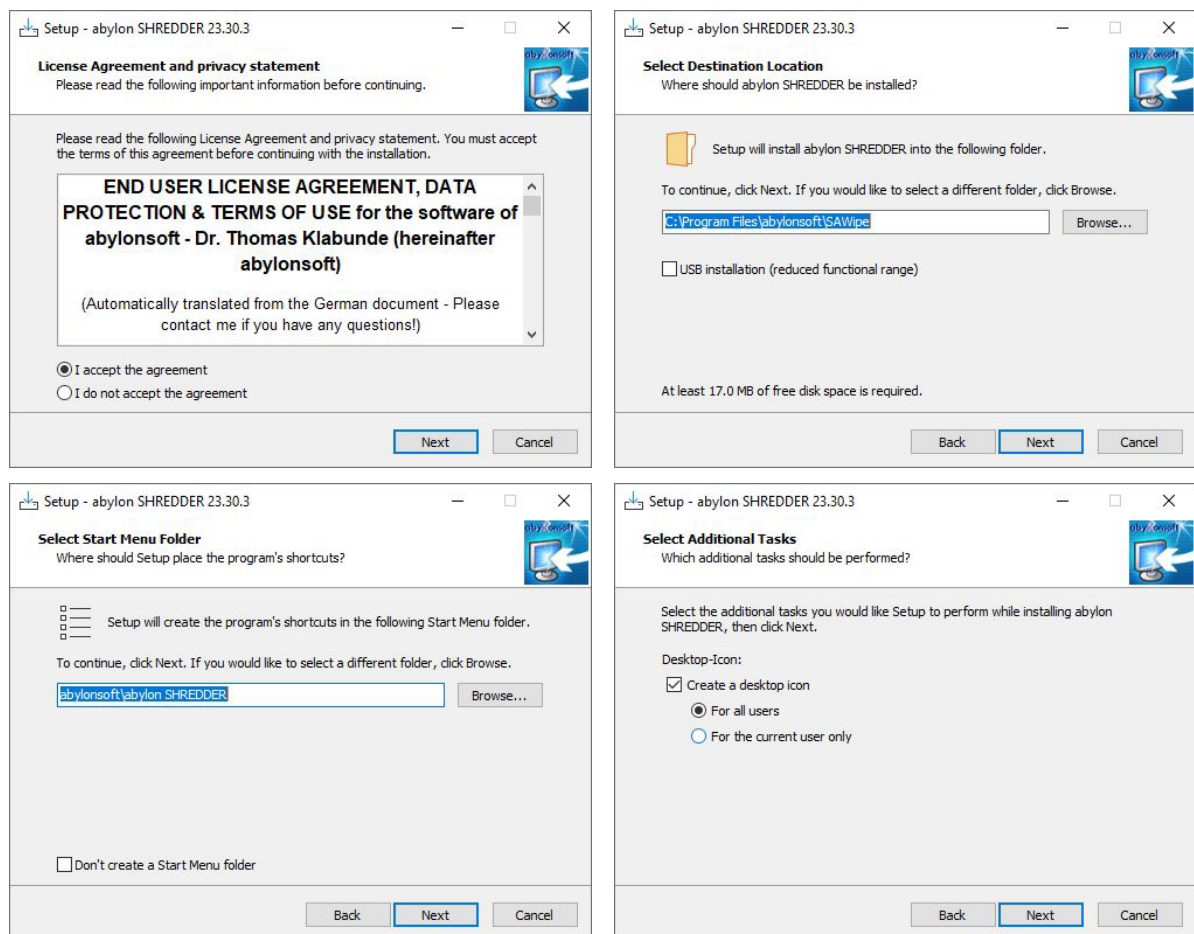 Setup - abylon SHREDDER 23.30.3
License Agreement and privacy statement
Please read the following important information before continuing.
abylonsoft
Please read the following License Agreement and privacy statement. You must accept
the terms of this agreement before continuing with the installation.
END USER LICENSE AGREEMENT, DATA
PROTECTION & TERMS OF USE for the software of
abylonsoft - Dr. Thomas Klabunde (hereinafter
abylonsoft)
(Automatically translated from the German document - Please
contact me if you have any questions!)
I accept the agreement
I do not accept the agreement
Next
Cancel
Setup - abylon SHREDDER 23.30.3
Select Destination Location
Where should abylon SHREDDER be installed?
abylonsoft
Setup will install abylon SHREDDER into the following folder.
To continue, click Next. If you would like to select a different folder, click Browse.
C:\Program Files\abylonsoft\SAWipe
Browse...
USB installation (reduced functional range)
At least 17.0 MB of free disk space is required.
Back
Next
Cancel
Setup - abylon SHREDDER 23.30.3
Select Start Menu Folder
Where should Setup place the program's shortcuts?
abylonsoft
Setup will create the program's shortcuts in the following Start Menu folder.
To continue, click Next. If you would like to select a different folder, click Browse.
abylonsoft\abylon SHREDDER
Browse...
Don't create a Start Menu folder
Back
Next
Cancel
Setup - abylon SHREDDER 23.30.3
Select Additional Tasks
Which additional tasks should be performed?
abylonsoft
Select the additional tasks you would like Setup to perform while installing abylon
SHREDDER, then click Next.
Desktop-Icon:
Create a desktop icon
For all users
For the current user only
Back
Next
Cancel